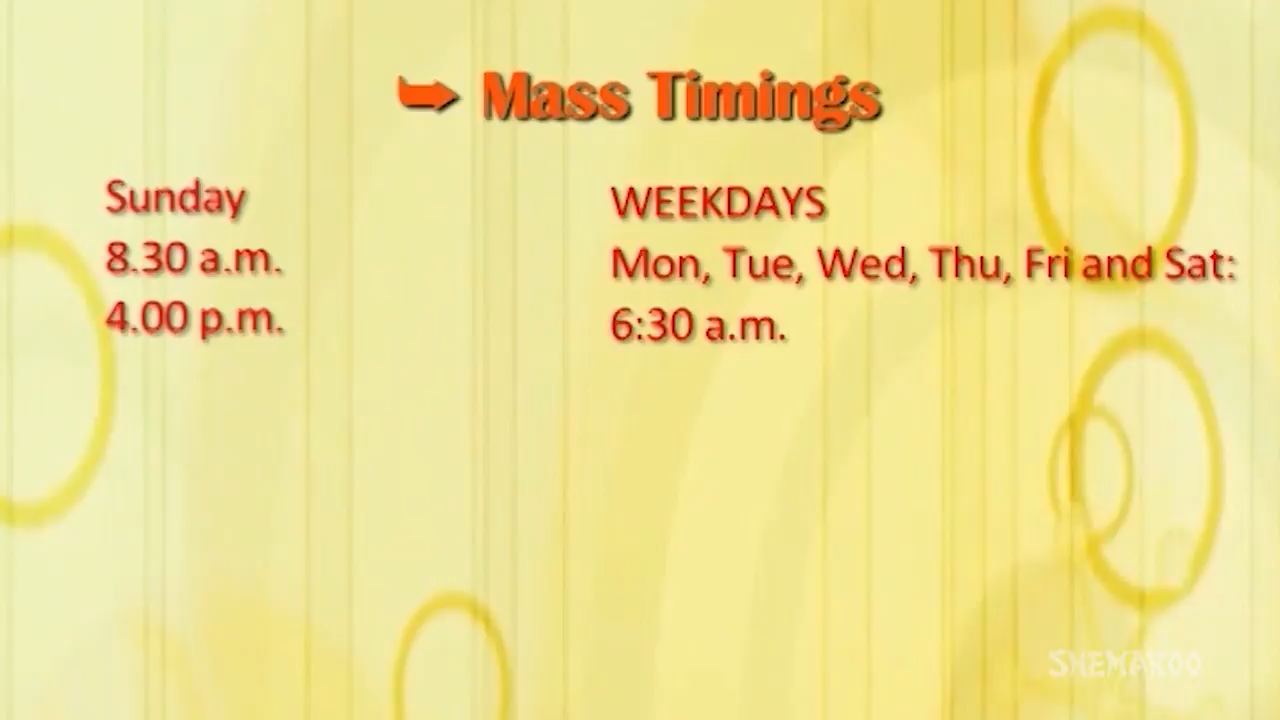 Mass Timings
Sunday
8.30 a.m.
4.00 p.m.
WEEKDAYS
Mon, Tue, Wed, Thu, Fri and Sat:
6:30 a.m.
SHEMAROO